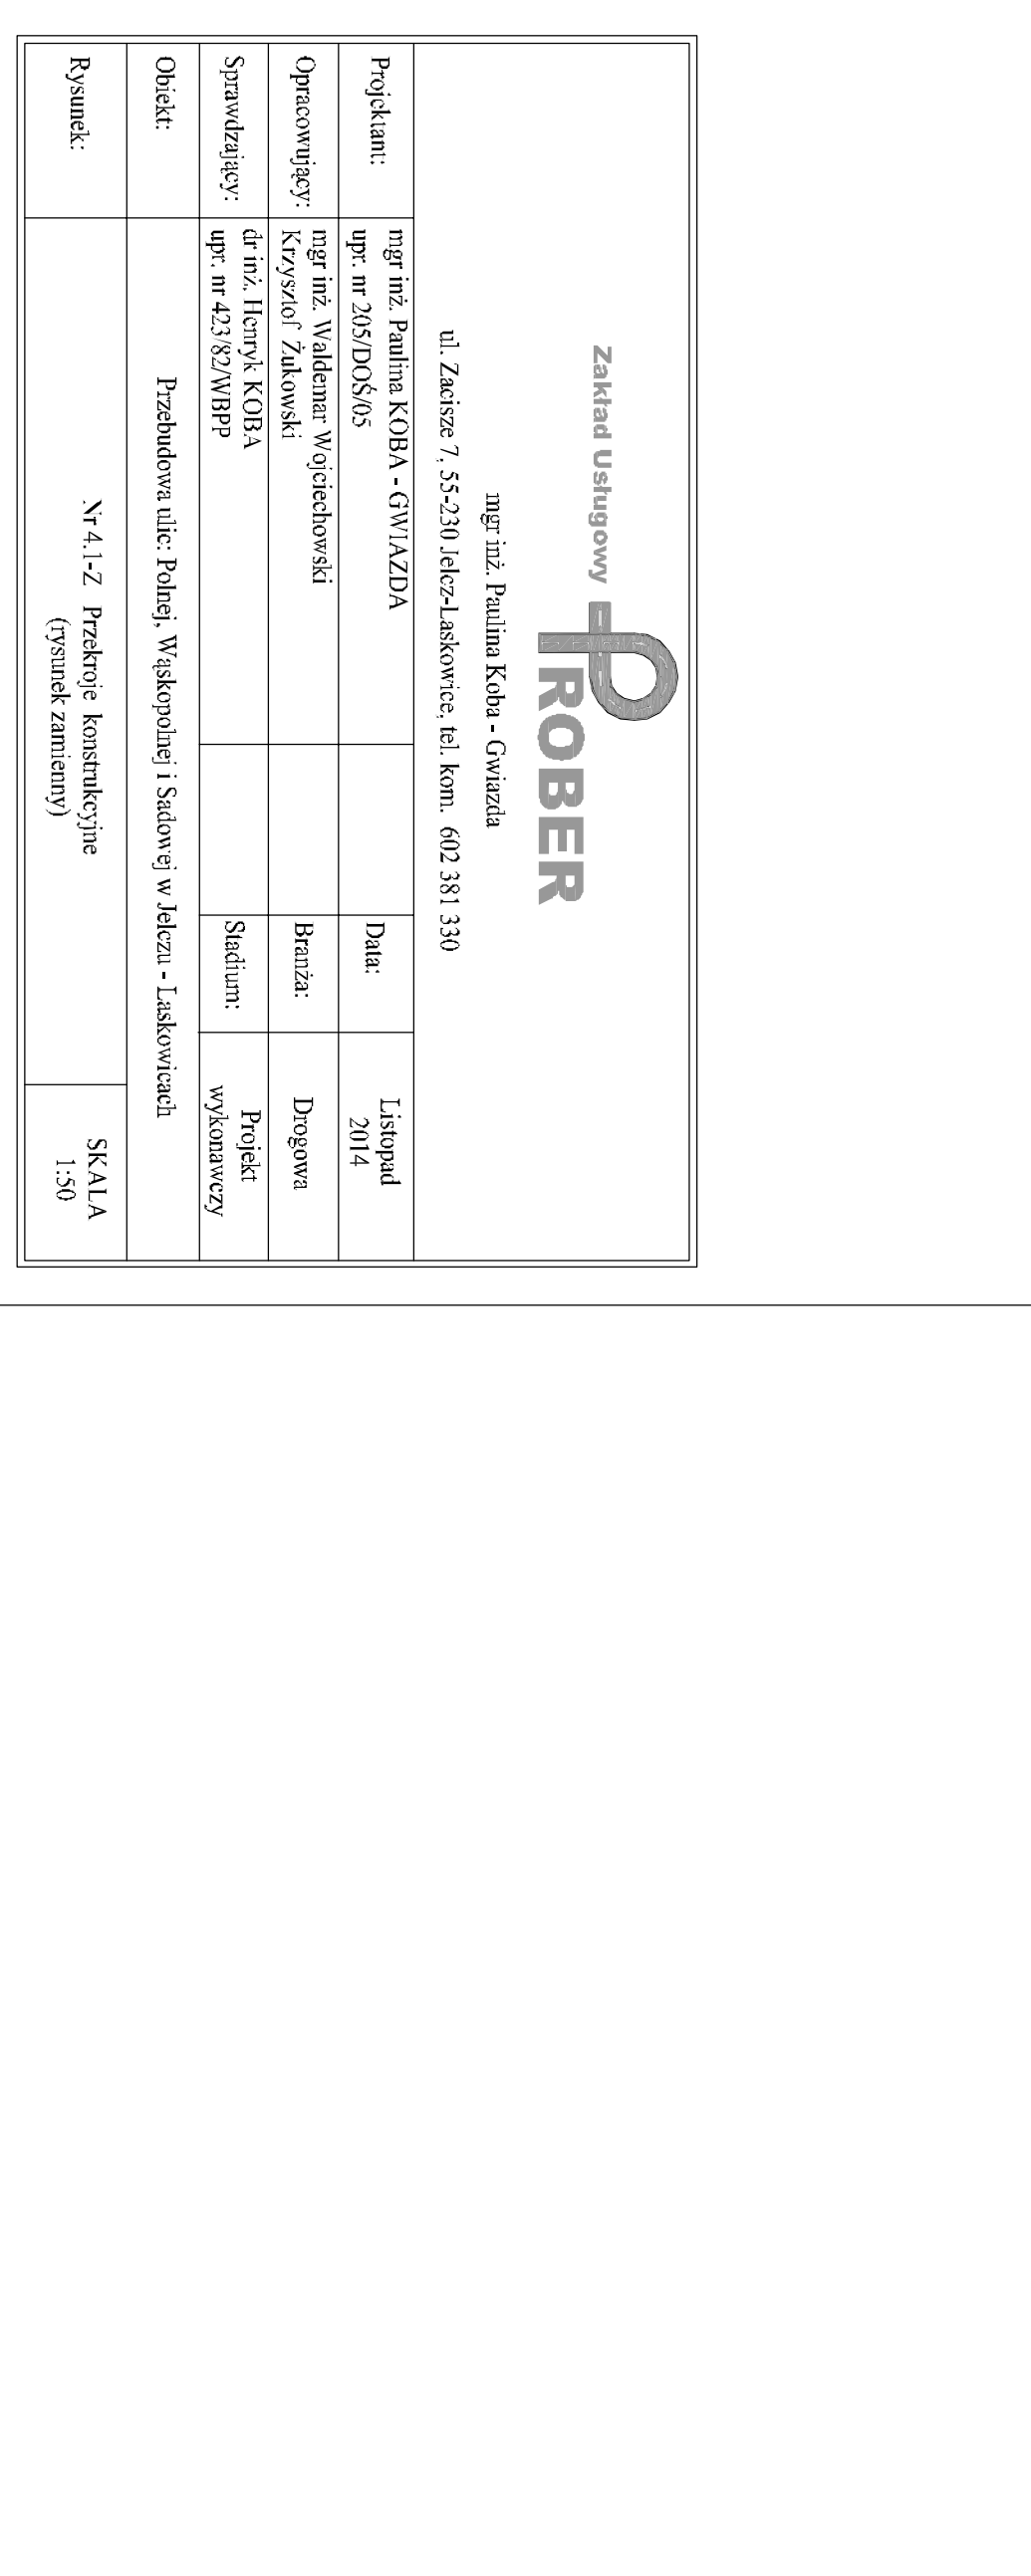 Zakład Usługowy PROBER
mgr inż. Paulina Koba - Gwiazda
ul. Zacisze 7, 55-230 Jelcz-Laskowice, tel. kom. 602 381 330
Projektant:
mgr inż. Paulina KOBA - GWIAZDA
upr. nr 205/DOŚ/05
Data:
Listopad
2014
Opracowujący:
mgr inż. Waldemar Wojciechowski
Krzysztof Żukowski
Branża:
Drogowa
Sprawdzający:
dr inż. Henryk KOBA
upr. nr 423/82/WBPP
Stadium:
Projekt
wykonawczy
Obiekt:
Przebudowa ulic: Polnej, Wąskopolnej i Sadowej w Jelczu - Laskowicach
Rysunek:
Nr 4.1-Z Przekroje konstrukcyjne
(rysunek zamienny)
SKALA
1:50